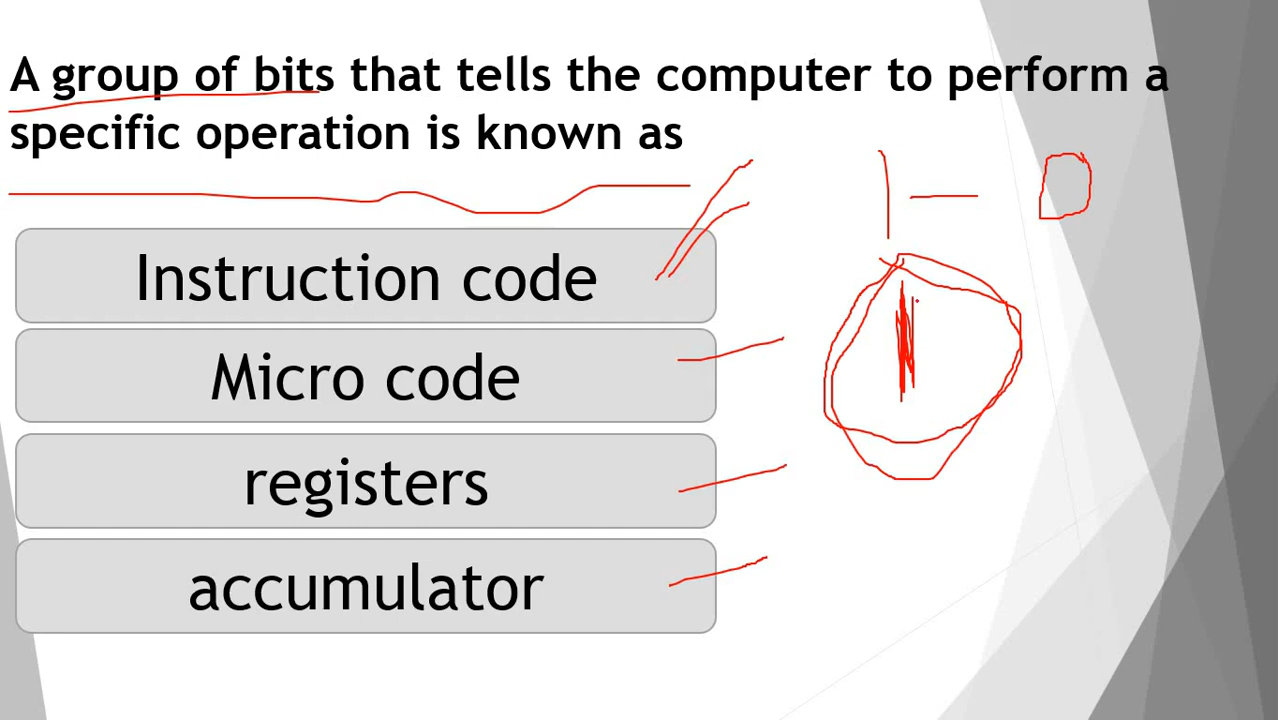 A group of bits that tells the computer to perform a
specific operation is known as
Instruction code
Micro code
registers
accumulator